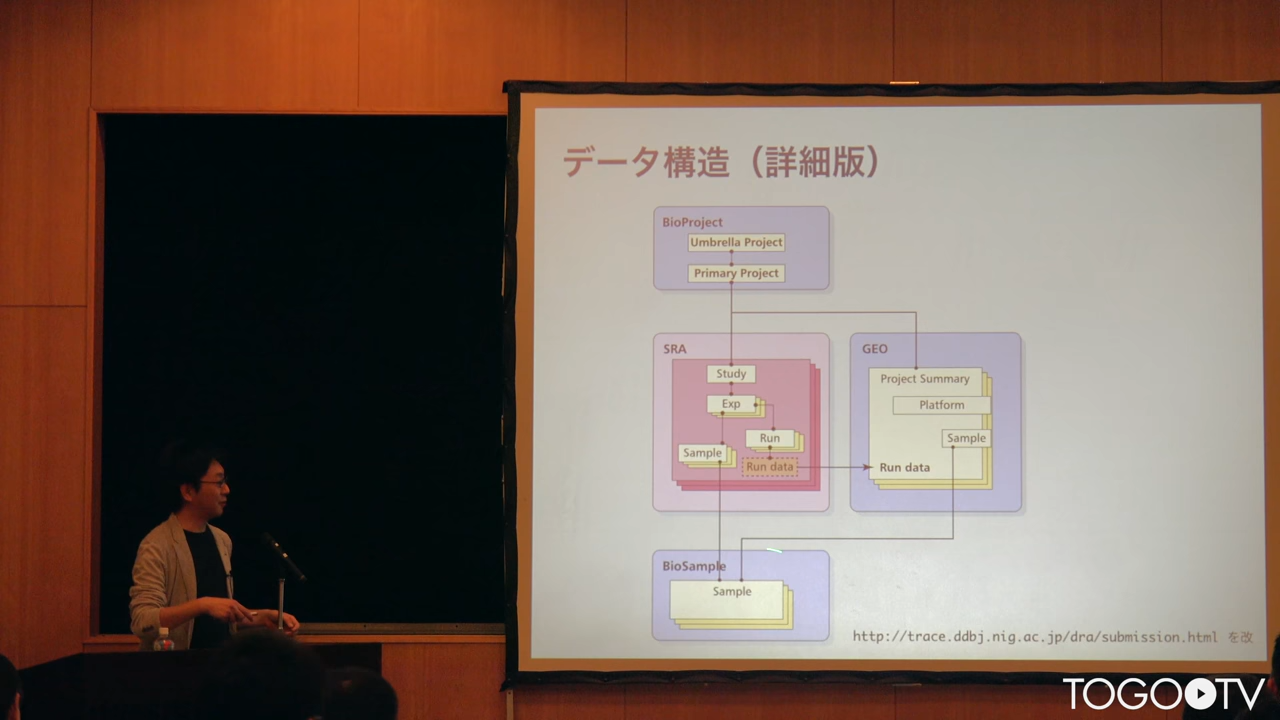 データ構造（詳細版）
BioProject
Umbrella Project
Primary Project
SRA
Study
Exp
Run
Sample
Run data
GEO
Project Summary
Platform
Sample
Run data
BioSample
Sample
http://trace.ddbj.nig.ac.jp/dra/submission.html を改
TOGOTV